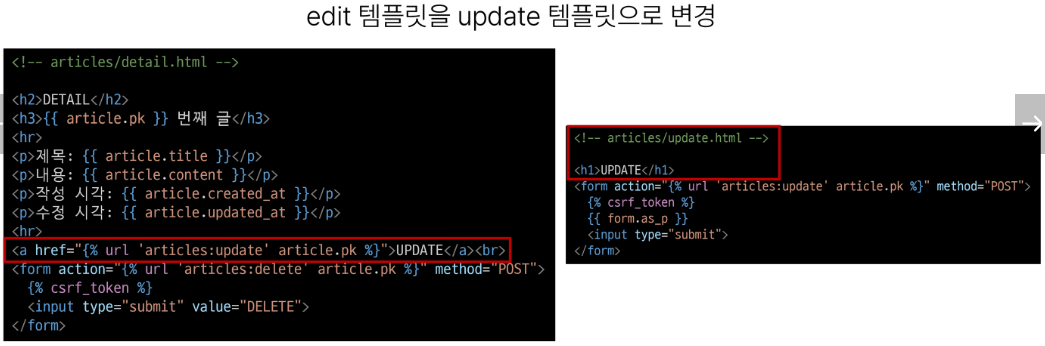 edit 템플릿을 update 템플릿으로 변경
<!-- articles/detail.html -->
<h2>DETAIL</h2>
<h3>{{ article.pk }} 번째 글</h3>
<hr>
<p>제목: {{ article.title }}</p>
<p>내용: {{ article.content }}</p>
<p>작성 시각: {{ article.created_at }}</p>
<p>수정 시각: {{ article.updated_at }}</p>
<hr>
<a href="{% url 'articles:update' article.pk %}">UPDATE</a><br>
<form action="{% url 'articles:delete' article.pk %}" method="POST">
{% csrf_token %}
<input type="submit" value="DELETE">
</form>
<!-- articles/update.html -->
<h1>UPDATE</h1>
<form action="{% url 'articles:update' article.pk %}" method="POST">
{% csrf_token %}
{{ form.as_p }}
<input type="submit">
</form>